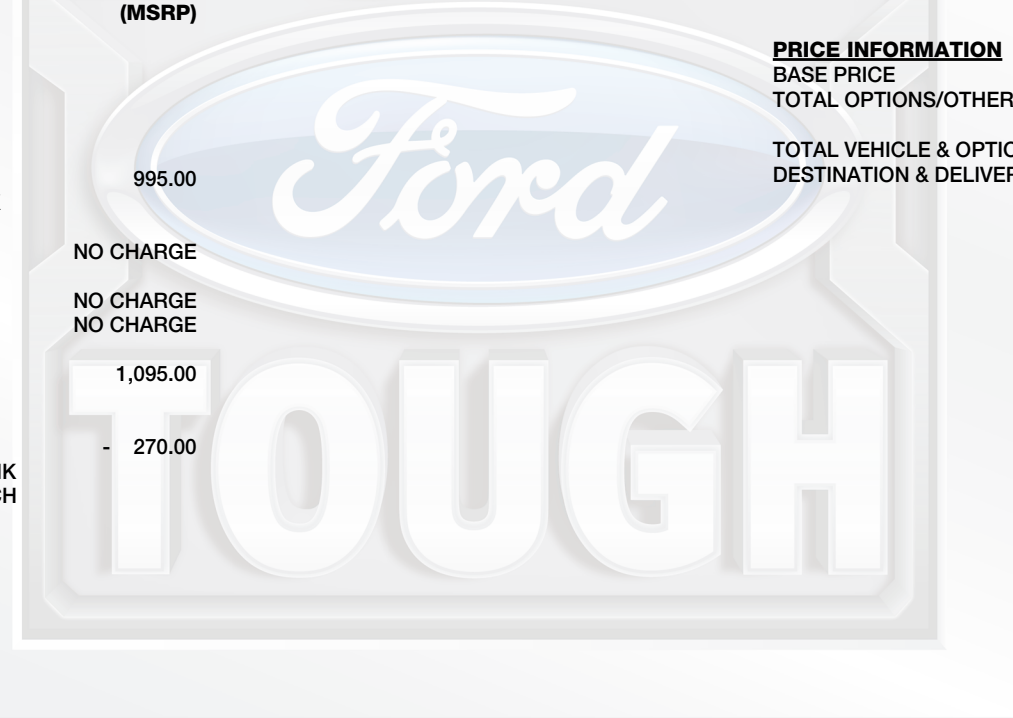 (MSRP)
995.00
NO CHARGE
NO CHARGE
NO CHARGE
1,095.00
- 270.00
PRICE INFORMATION
BASE PRICE
TOTAL OPTIONS/OTHER
TOTAL VEHICLE & OPTIO
DESTINATION & DELIVER
Ford
TOUGH